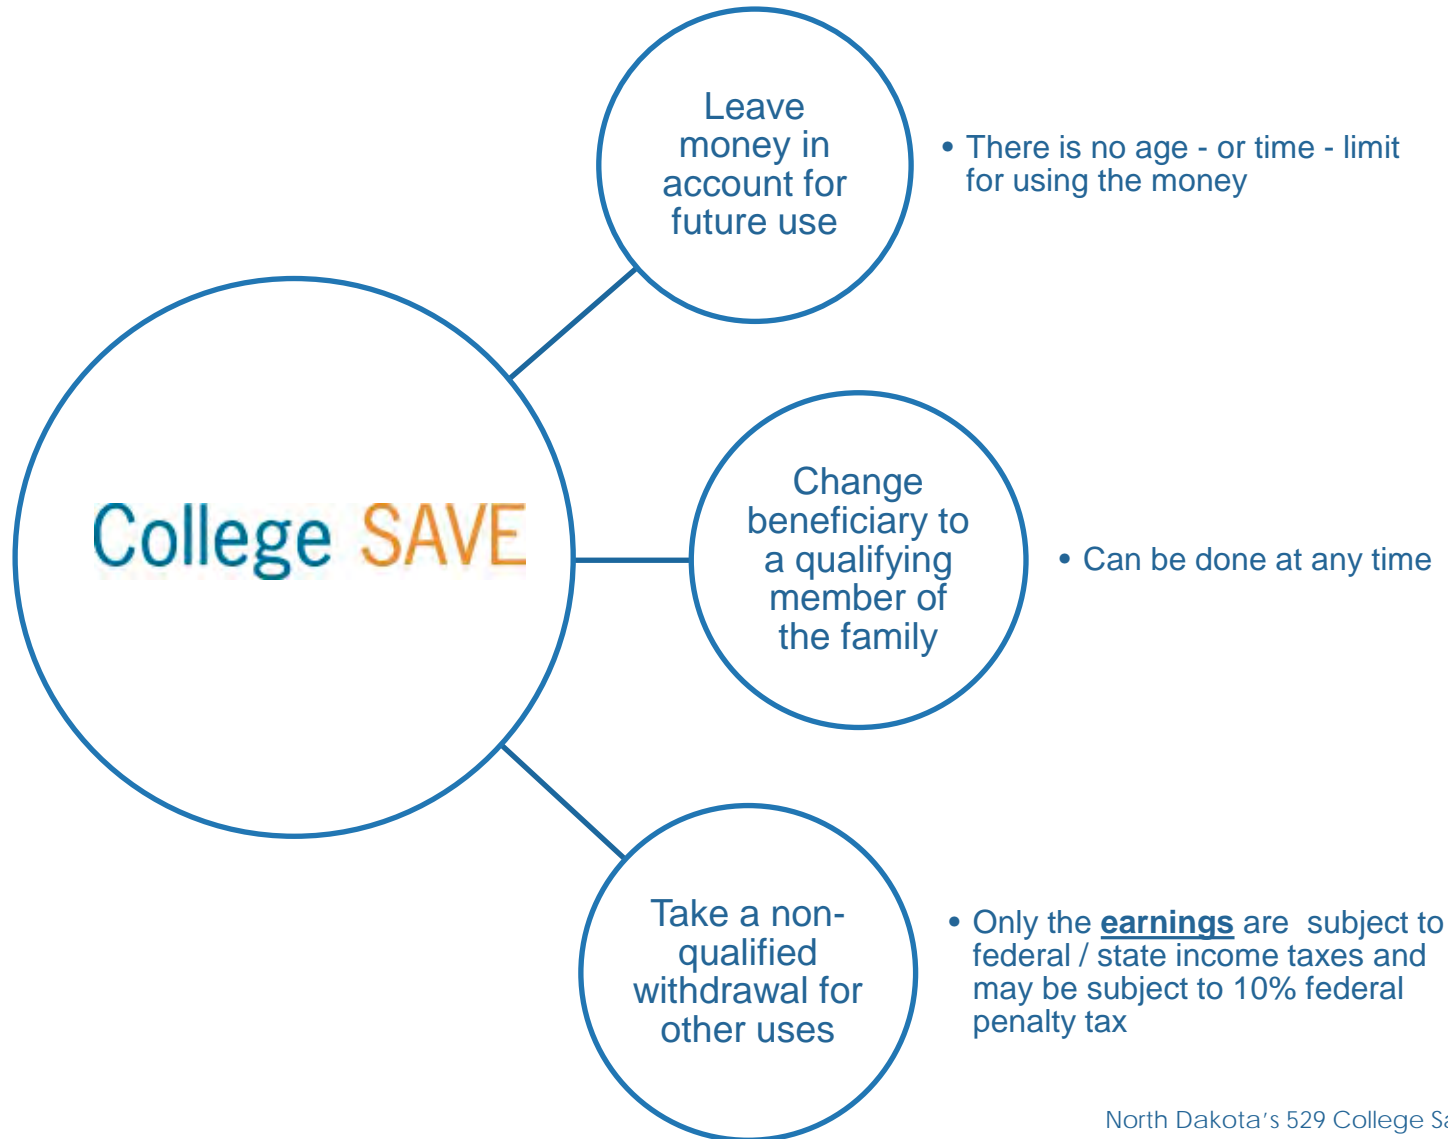 Leave
money in
account for
future use
• There is no age - or time - limit
for using the money
College SAVE
Change
beneficiary to
a qualifying
member of
the family
• Can be done at any time
Take a non-
qualified
withdrawal for
other uses
• Only the earnings are subject to
federal / state income taxes and
may be subject to 10% federal
penalty tax
North Dakota's 529 College Sa